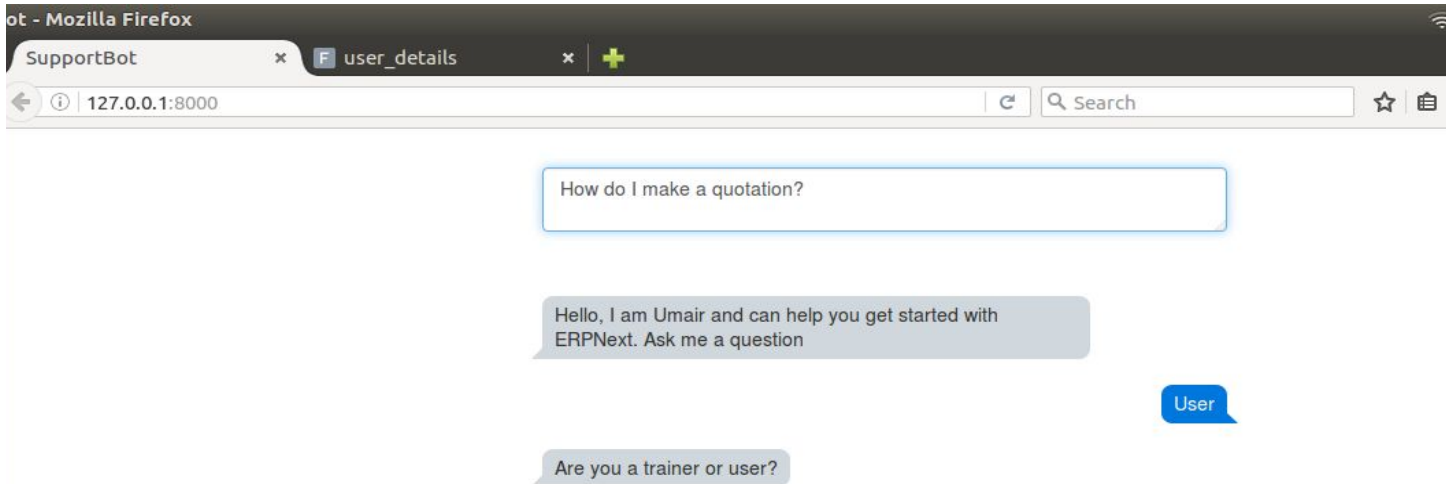 ot - Mozilla Firefox
SupportBot
F user_details
127.0.0.1:8000
Search
How do I make a quotation?
Hello, I am Umair and can help you get started with
ERPNext. Ask me a question
User
Are you a trainer or user?